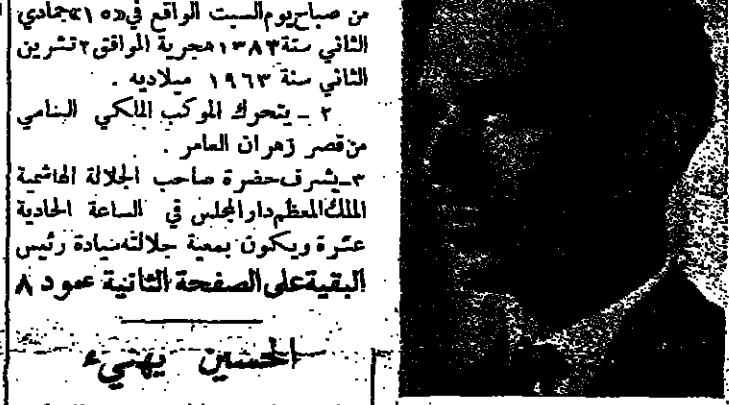 من صباح يوم السبت الواقع في «١٥» جمادي
الثاني سنة ١٣٨٣ هجرية الموافق ٢ تشرين
الثاني سنة ١٩٦٣ ميلاديه .
٢ ـ يتحرك الموكب الملكي السامي
من قصر زهران العامر .
٣ـ يشرف حضرة صاحب الجلالة الهاشمية
الملك المعظم دار المجلس في الساعة الحادية
عشرة ويكون بمعية جلالته سيادة رئيس
البقية على الصفحة الثانية عمود ٨
الحسين يهنيء